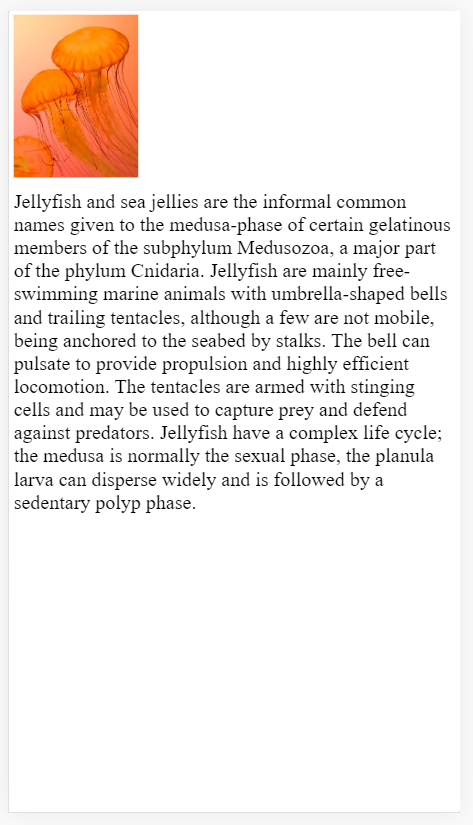 Jellyfish and sea jellies are the informal common
names given to the medusa-phase of certain gelatinous
members of the subphylum Medusozoa, a major part
of the phylum Cnidaria. Jellyfish are mainly free-
swimming marine animals with umbrella-shaped bells
and trailing tentacles, although a few are not mobile,
being anchored to the seabed by stalks. The bell can
pulsate to provide propulsion and highly efficient
locomotion. The tentacles are armed with stinging
cells and may be used to capture prey and defend
against predators. Jellyfish have a complex life cycle;
the medusa is normally the sexual phase, the planula
larva can disperse widely and is followed by a
sedentary polyp phase.